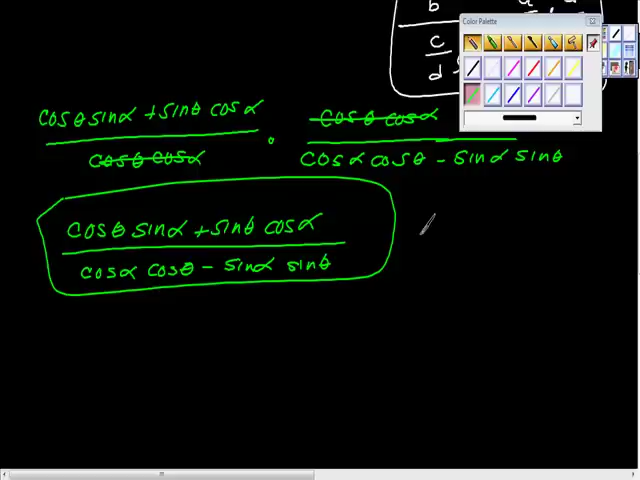 b
c
d
Color Palette
cosθ sinα + sinθ cosα
cosθ cosα
cosθ cosα
cosα cosθ - sinα sinθ
cosθ sinα + sinθ cosα
cosα cosθ - sinα sinθ